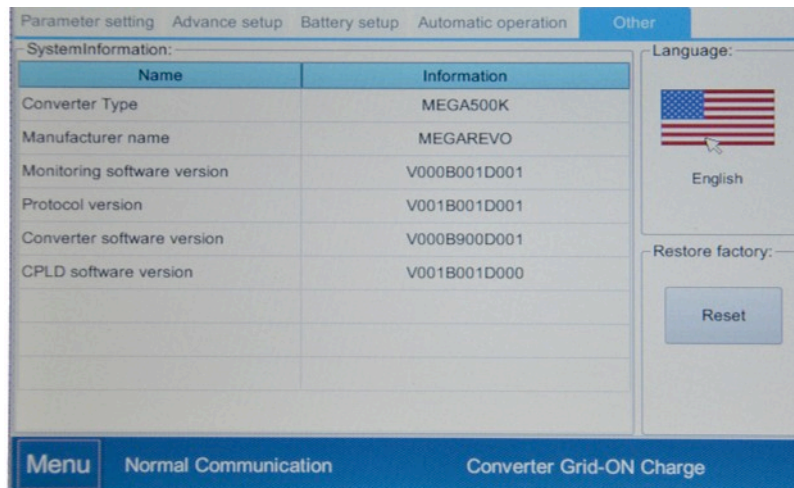 Parameter setting Advance setup Battery setup Automatic operation Other
SystemInformation:
Name Information
Converter Type MEGA500K
Manufacturer name MEGAREVO
Monitoring software version V000B001D001
Protocol version V001B001D001
Converter software version V000B900D001
CPLD software version V001B001D000
Language:
English
Restore factory:
Reset
Menu Normal Communication Converter Grid-ON Charge